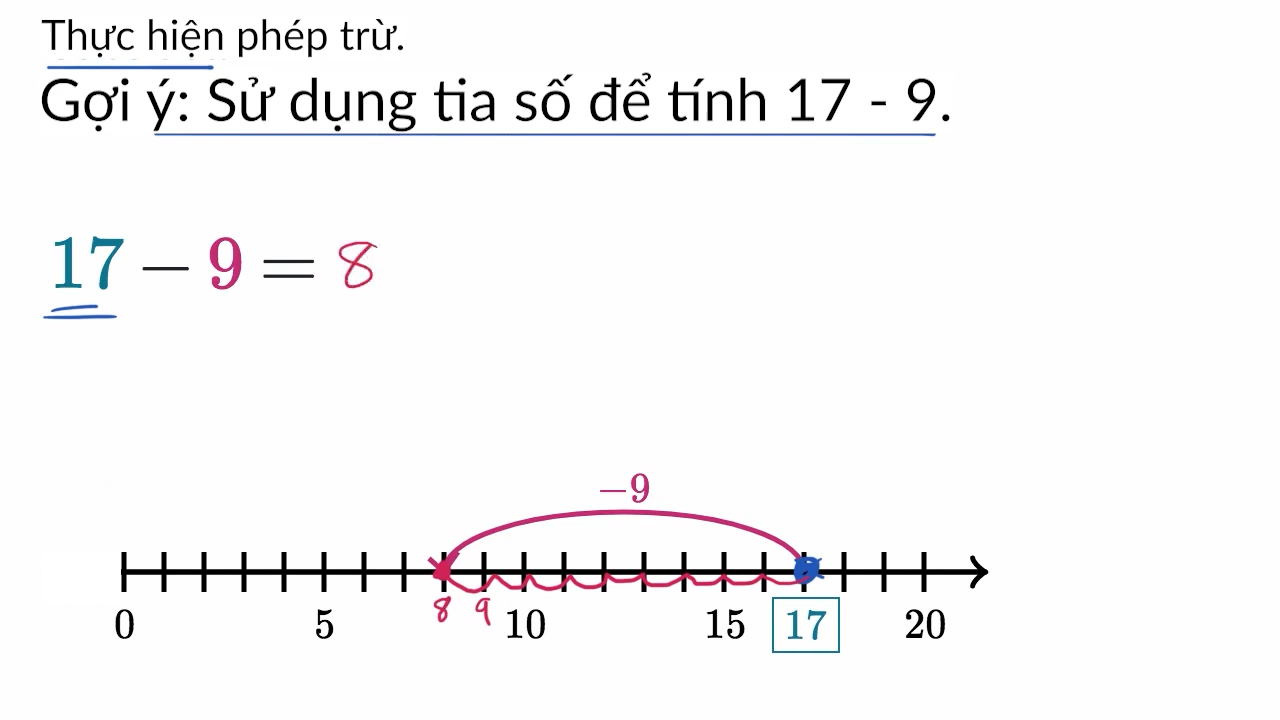 Thực hiện phép trừ.
Gợi ý: Sử dụng tia số để tính 17 - 9.
17 − 9 = 8
−9
0 5 8 9 10 15 17 20